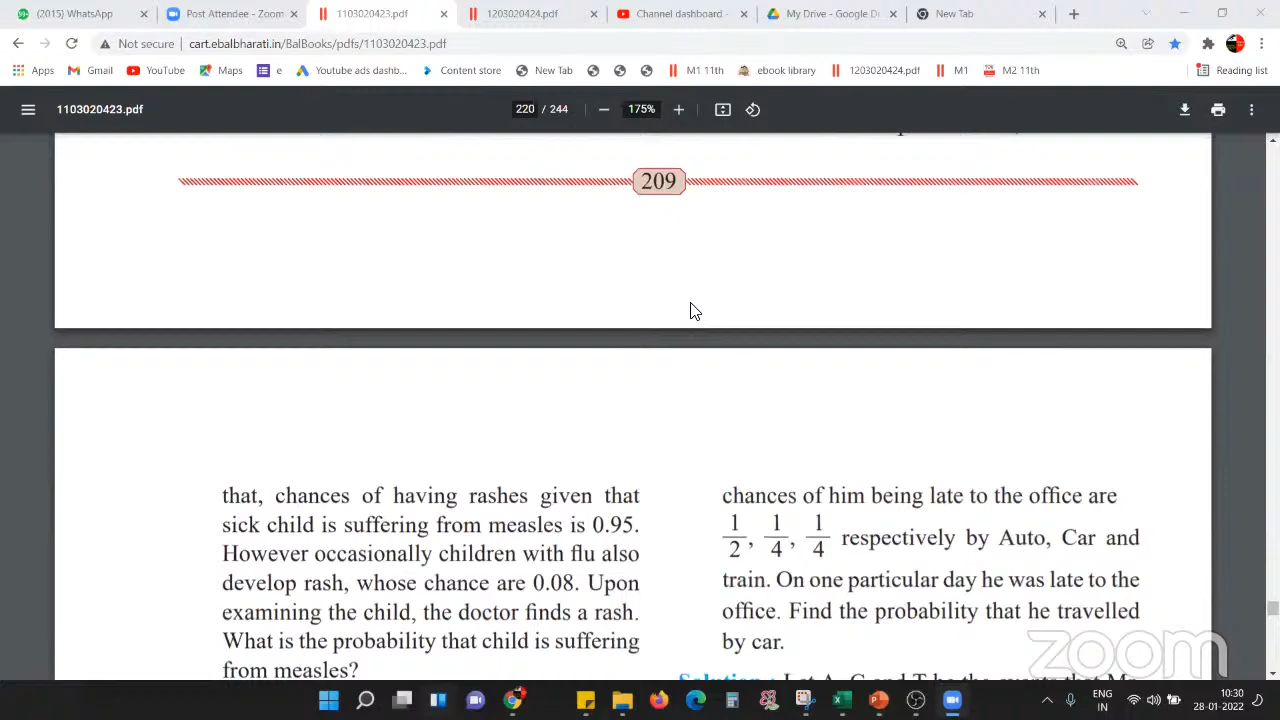 (2015) WhatsApp
Post Attendee - Zoom
1103020423.pdf
1203020424.pdf
Channel dashboard -
My Drive - Google D
New Tab
Not secure
cart.ebalbharati.in/BalBooks/pdfs/1103020423.pdf
Apps
Gmail
YouTube
Maps
e
Youtube ads dashb...
Content store
New Tab
M1 11th
ebook library
1203020424.pdf
M1
M2 11th
Reading list
1103020423.pdf
220 / 244
175%
209
that, chances of having rashes given that
sick child is suffering from measles is 0.95.
However occasionally children with flu also
develop rash, whose chance are 0.08. Upon
examining the child, the doctor finds a rash.
What is the probability that child is suffering
from measles?
chances of him being late to the office are
1/2, 1/4, 1/4 respectively by Auto, Car and
train. On one particular day he was late to the
office. Find the probability that he travelled
by car.
zoom
ENG
IN
10:30
28-01-2022